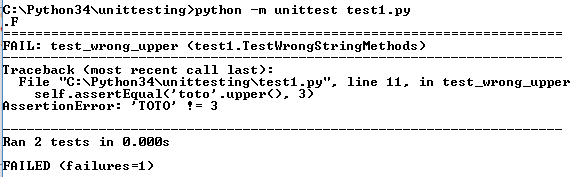 C:\Python34\unittesting>python -m unittest test1.py
.F
======================================================================
FAIL: test_wrong_upper (test1.TestWrongStringMethods)
----------------------------------------------------------------------
Traceback (most recent call last):
  File "C:\Python34\unittesting\test1.py", line 11, in test_wrong_upper
    self.assertEqual('toto'.upper(), 3)
AssertionError: 'TOTO' != 3
----------------------------------------------------------------------
Ran 2 tests in 0.000s
FAILED (failures=1)